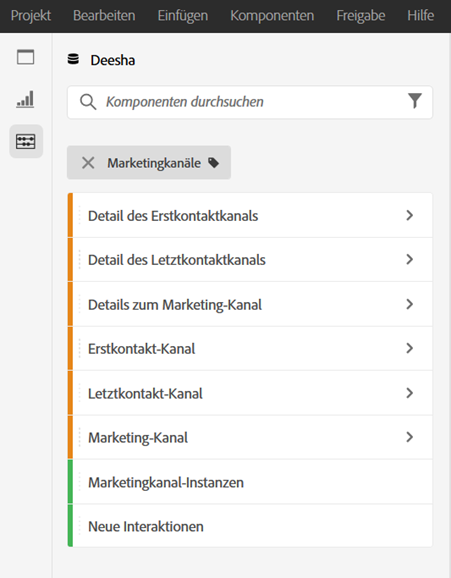 Projekt Bearbeiten Einfügen Komponenten Freigabe Hilfe
Deesha
Komponenten durchsuchen
Marketingkanäle
Detail des Erstkontaktkanals
Detail des Letztkontaktkanals
Details zum Marketing-Kanal
Erstkontakt-Kanal
Letztkontakt-Kanal
Marketing-Kanal
Marketingkanal-Instanzen
Neue Interaktionen